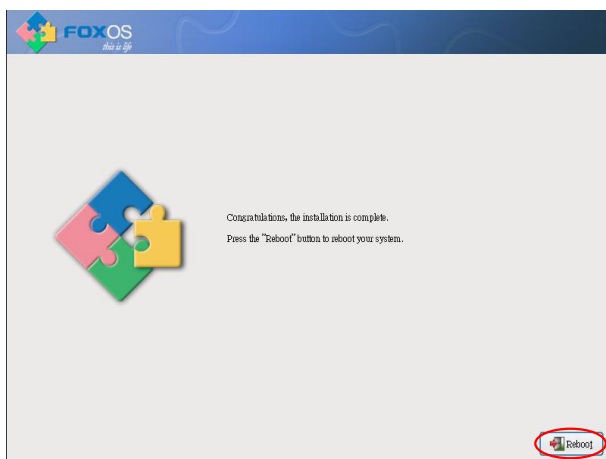 FOXOS
this is life
Congratulations, the installation is complete.
Press the "Reboot" button to reboot your system.
Reboot